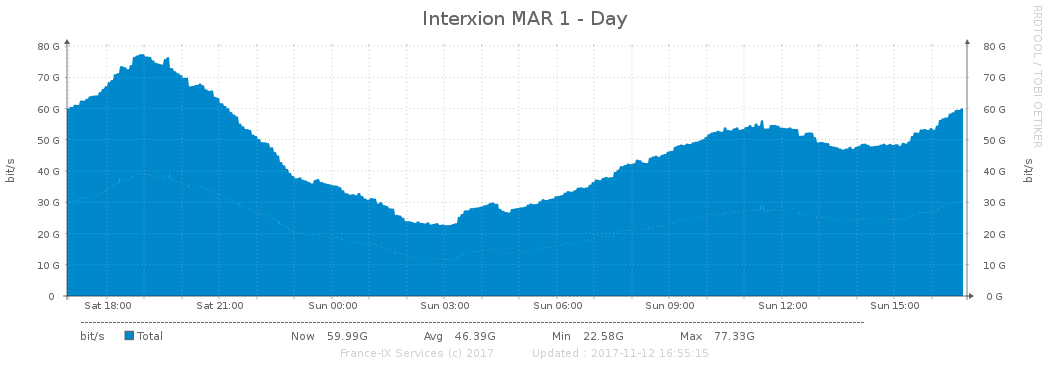 Interxion MAR 1 - Day
RRDTOOL / TOBI OETIKER
bit/s
80 G 80 G
70 G 70 G
60 G 60 G
50 G 50 G
40 G 40 G
30 G 30 G
20 G 20 G
10 G 10 G
0 0 G
bit/s
Sat 18:00 Sat 21:00 Sun 00:00 Sun 03:00 Sun 06:00 Sun 09:00 Sun 12:00 Sun 15:00
bit/s Total Now 59.99G Avg 46.39G Min 22.58G Max 77.33G
France-IX Services (c) 2017 Updated : 2017-11-12 16:55:15